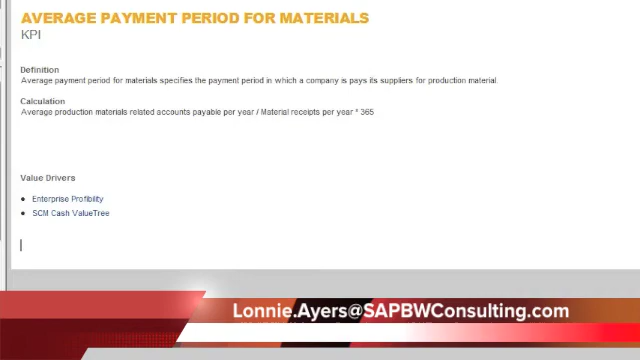 AVERAGE PAYMENT PERIOD FOR MATERIALS
KPI
Definition
Average payment period for materials specifies the payment period in which a company is pays its suppliers for production material.
Calculation
Average production materials related accounts payable per year / Material receipts per year * 365
Value Drivers
• Enterprise Profibility
• SCM Cash ValueTree
Lonnie.Ayers@SAPBWConsulting.com